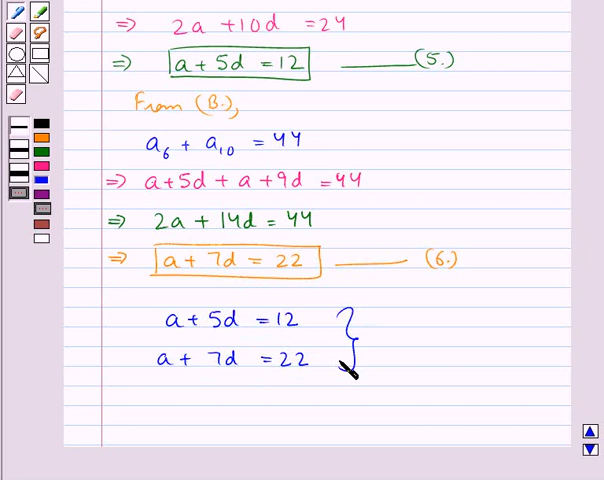 ⇒ 2a + 10d = 24
⇒ a + 5d = 12 ——— (5.)
From (B.),
a₆ + a₁₀ = 44
⇒ a + 5d + a + 9d = 44
⇒ 2a + 14d = 44
⇒ a + 7d = 22 ——— (6.)
a + 5d = 12
a + 7d = 22